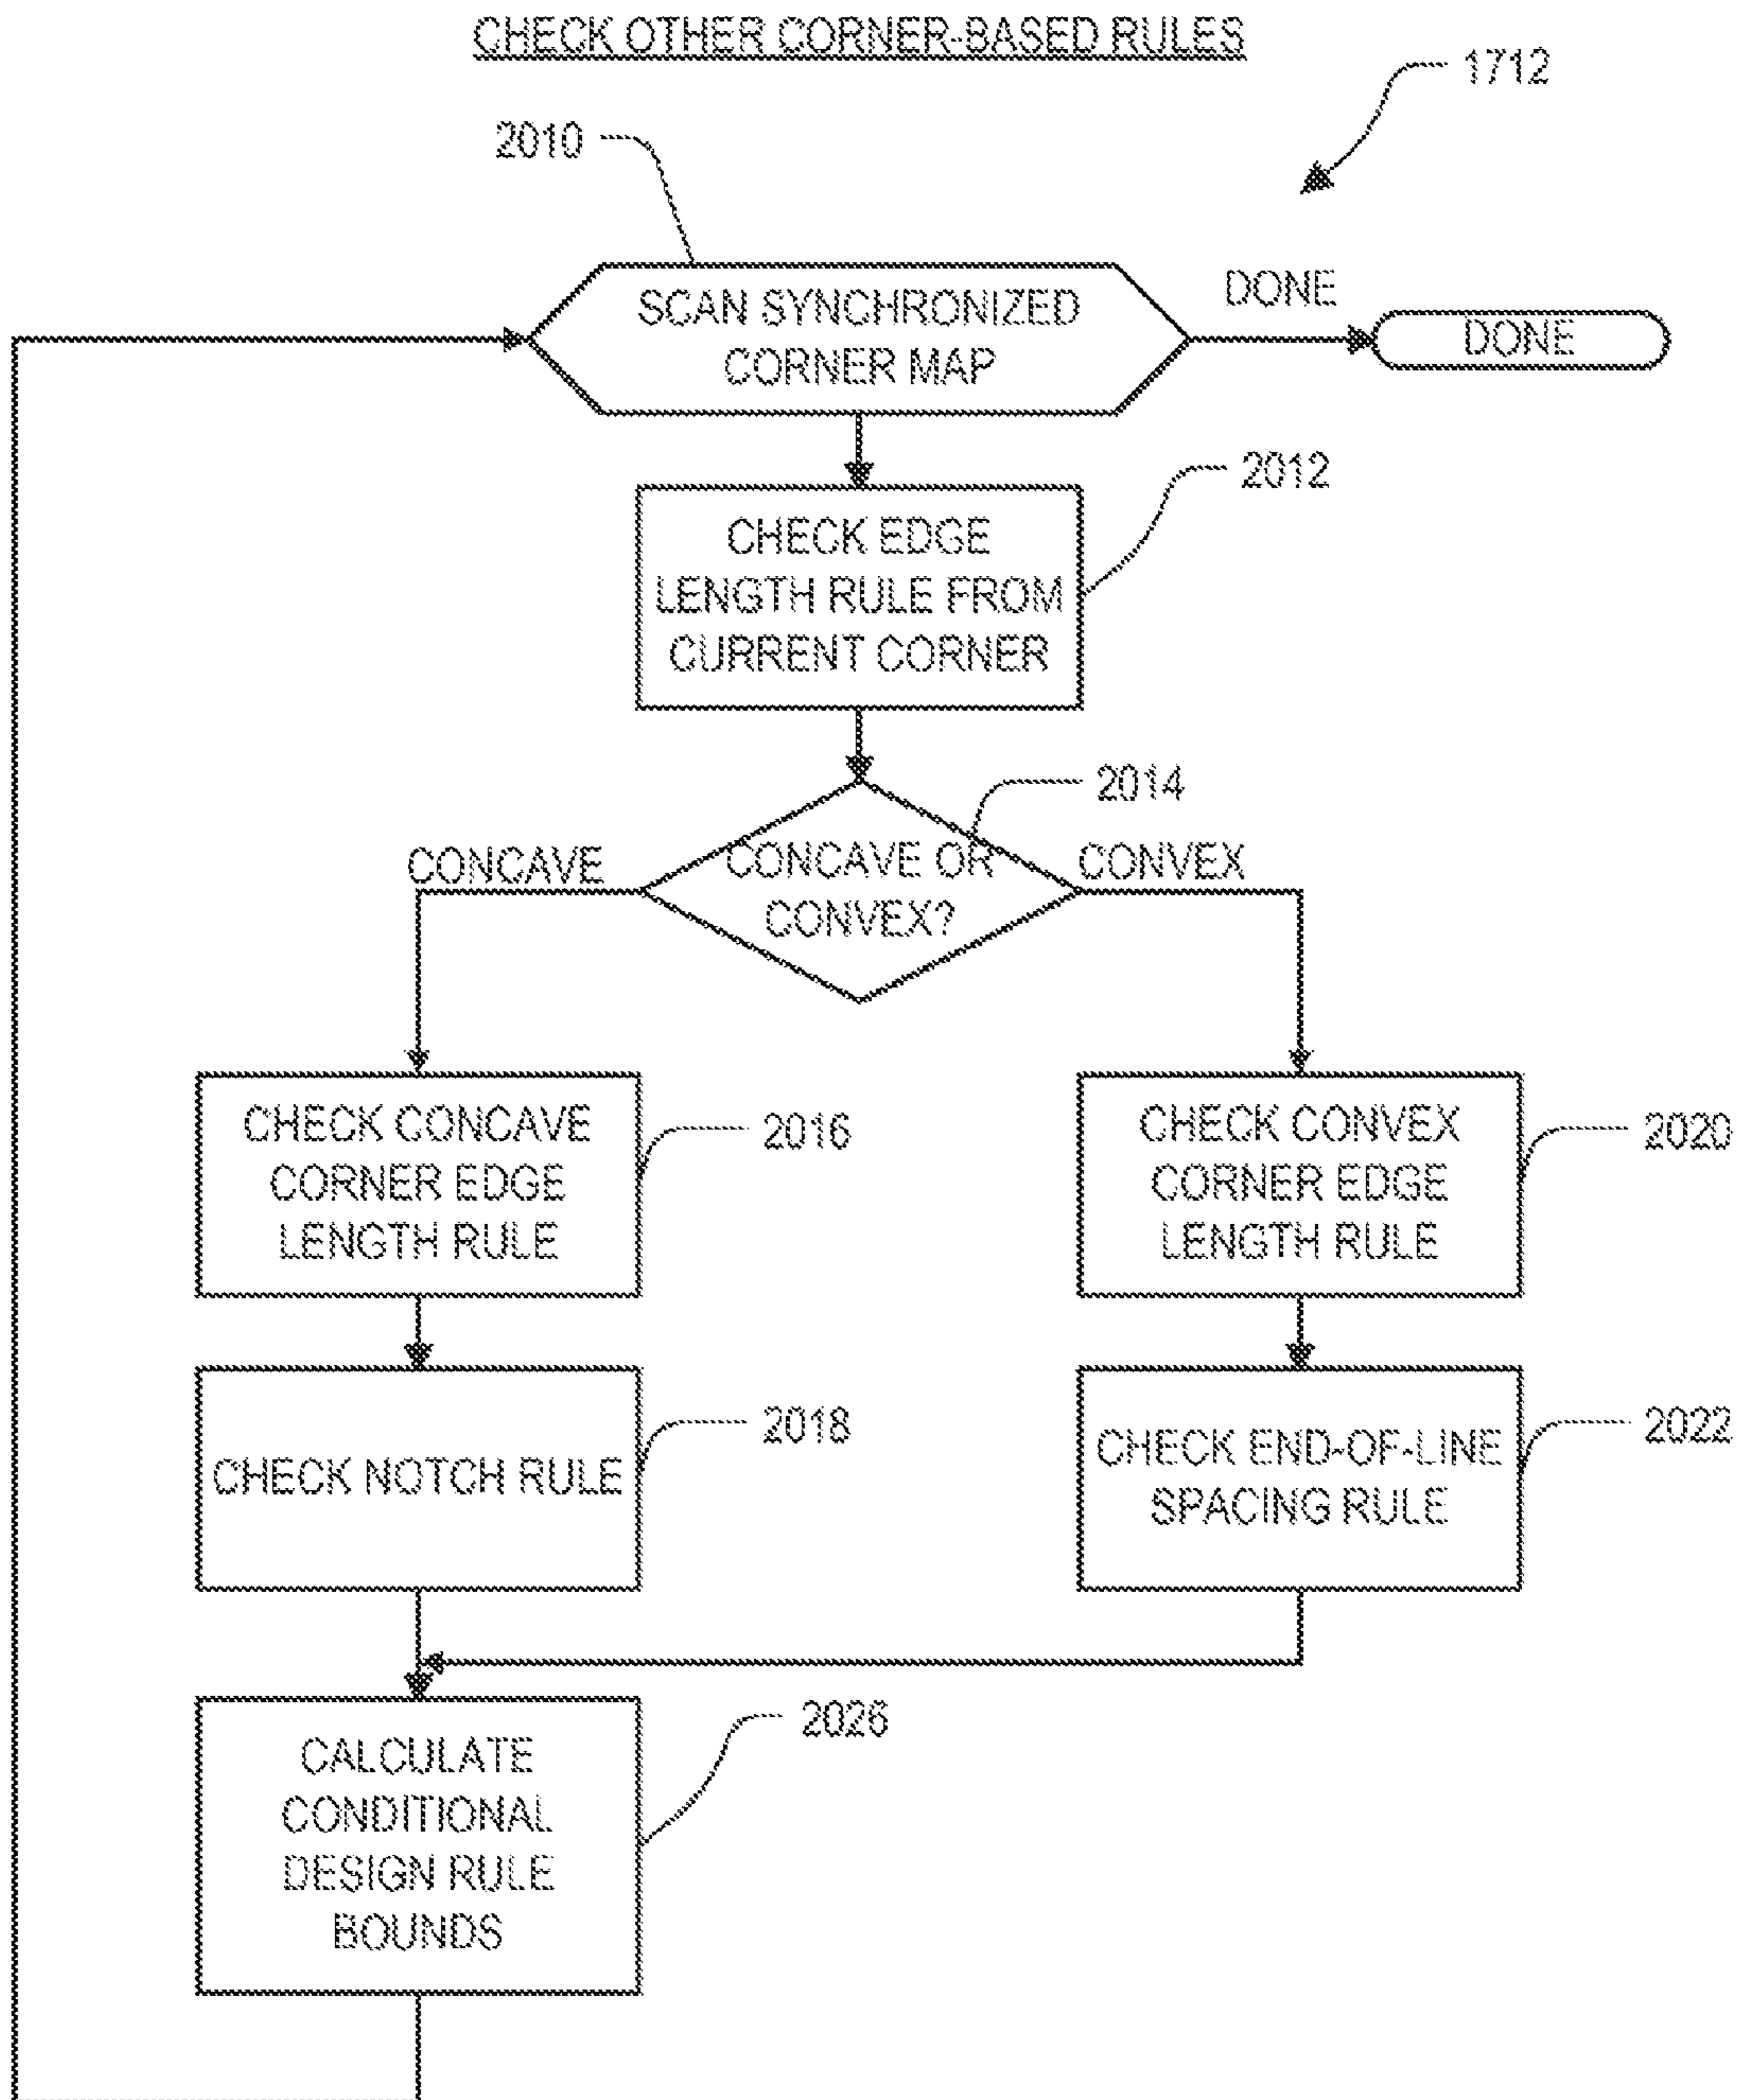 CHECK OTHER CORNER-BASED RULES
1712
2010
SCAN SYNCHRONIZED
CORNER MAP
DONE
DONE
2012
CHECK EDGE
LENGTH RULE FROM
CURRENT CORNER
2014
CONCAVE
CONCAVE OR
CONVEX?
CONVEX
CHECK CONCAVE
CORNER EDGE
LENGTH RULE
2016
CHECK CONVEX
CORNER EDGE
LENGTH RULE
2020
CHECK NOTCH RULE
2018
CHECK END-OF-LINE
SPACING RULE
2022
CALCULATE
CONDITIONAL
DESIGN RULE
BOUNDS
2026